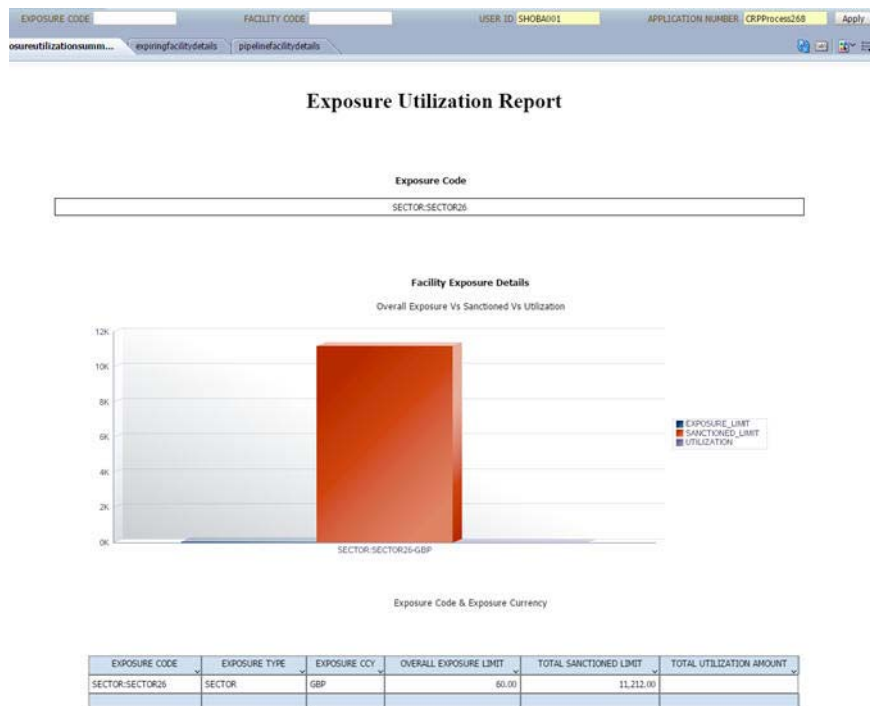 EXPOSURE CODE FACILITY CODE USER ID SHOBA001 APPLICATION NUMBER CRPProcess268 Apply
osureutilizationsumm... expiringfacilitydetails pipelinefacilitydetails
Exposure Utilization Report
Exposure Code
SECTOR:SECTOR26
Facility Exposure Details
Overall Exposure Vs Sanctioned Vs Utilization
12K
10K
8K
6K
4K
2K
0K
EXPOSURE_LIMIT
SANCTIONED_LIMIT
UTILIZATION
SECTOR:SECTOR26-GBP
Exposure Code & Exposure Currency
EXPOSURE CODE EXPOSURE TYPE EXPOSURE CCY OVERALL EXPOSURE LIMIT TOTAL SANCTIONED LIMIT TOTAL UTILIZATION AMOUNT
SECTOR:SECTOR26 SECTOR GBP 60.00 11,212.00